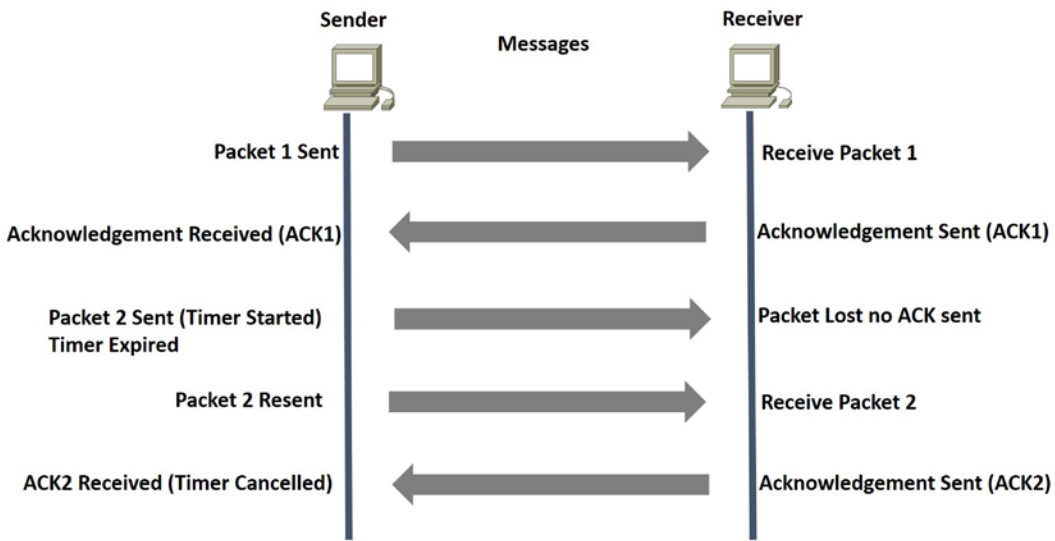 Sender
Receiver
Messages
Packet 1 Sent
Receive Packet 1
Acknowledgement Received (ACK1)
Acknowledgement Sent (ACK1)
Packet 2 Sent (Timer Started)
Timer Expired
Packet Lost no ACK sent
Packet 2 Resent
Receive Packet 2
ACK2 Received (Timer Cancelled)
Acknowledgement Sent (ACK2)